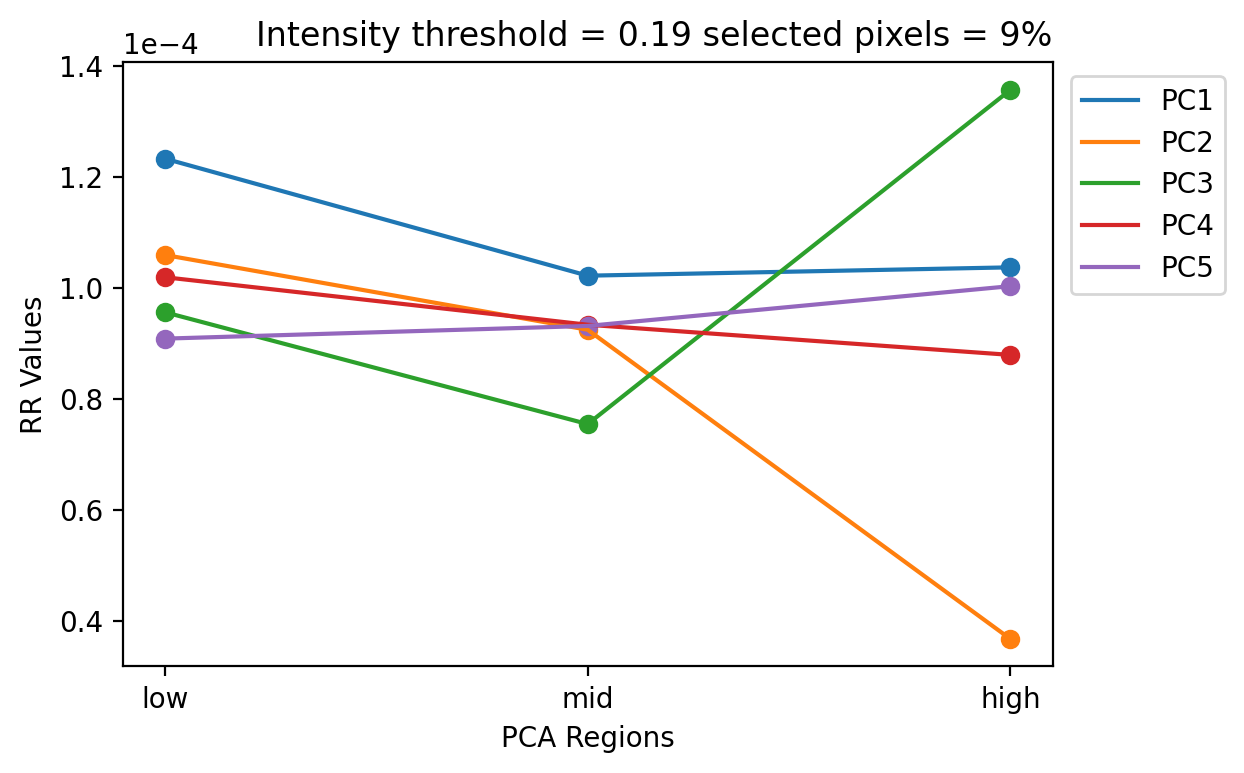 Intensity threshold = 0.19 selected pixels = 9%
1e−4
1.4
1.2
1.0
0.8
0.6
0.4
RR Values
low mid high
PCA Regions
PC1
PC2
PC3
PC4
PC5